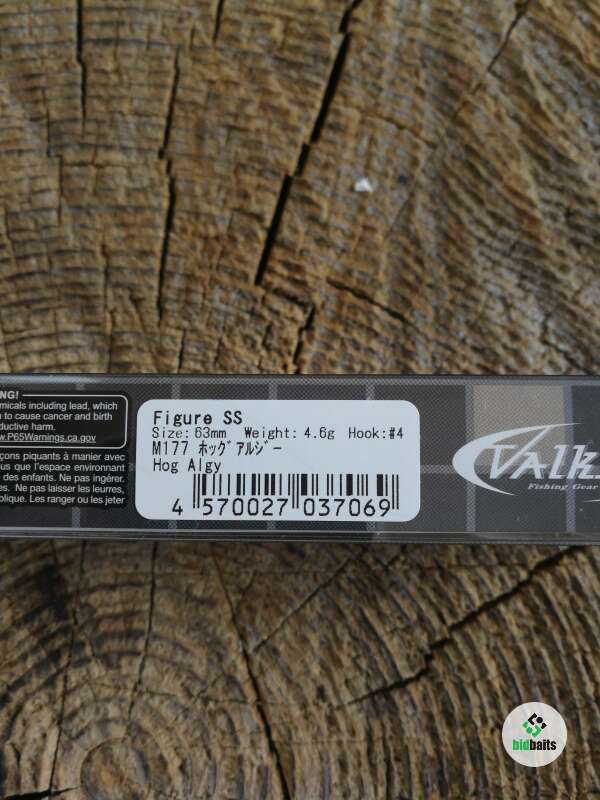 NG!
micals including lead, which
to cause cancer and birth
ductive harm.
w.P65Warnings.ca.gov
çons piquants à manier avec
us que l'espace environnant
des enfants. Ne pas ingérer.
s. Ne pas laisser les leurres,
blique. Les ranger ou les jeter
Figure SS
Size:63mm Weight:4.6g Hook:#4
M177 ホッグアルジー
Hog Algy
4 570027 037069
Valk
Fishing Gear
bidbaits